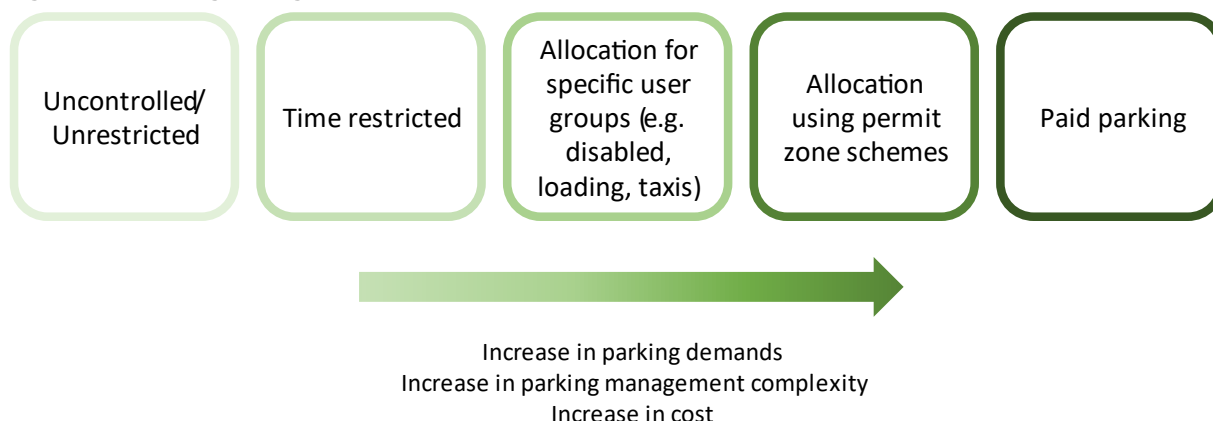 Uncontrolled/
Unrestricted
Time restricted
Allocation for
specific user
groups (e.g.
disabled,
loading, taxis)
Allocation
using permit
zone schemes
Paid parking
Increase in parking demands
Increase in parking management complexity
Increase in cost